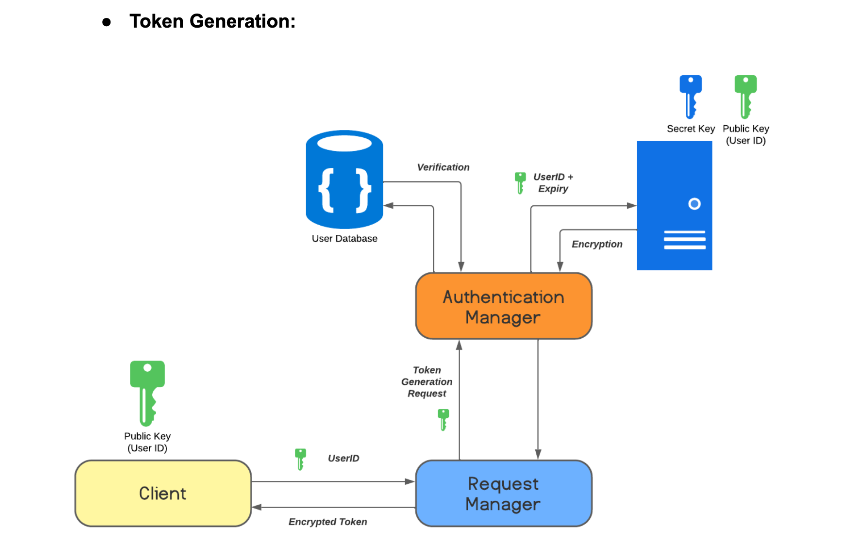 ● Token Generation:
Secret Key
Public Key
(User ID)
Verification
UserID +
Expiry
{ }
User Database
Encryption
Authentication
Manager
Token
Generation
Request
Public Key
(User ID)
UserID
Client
Request
Manager
Encrypted Token